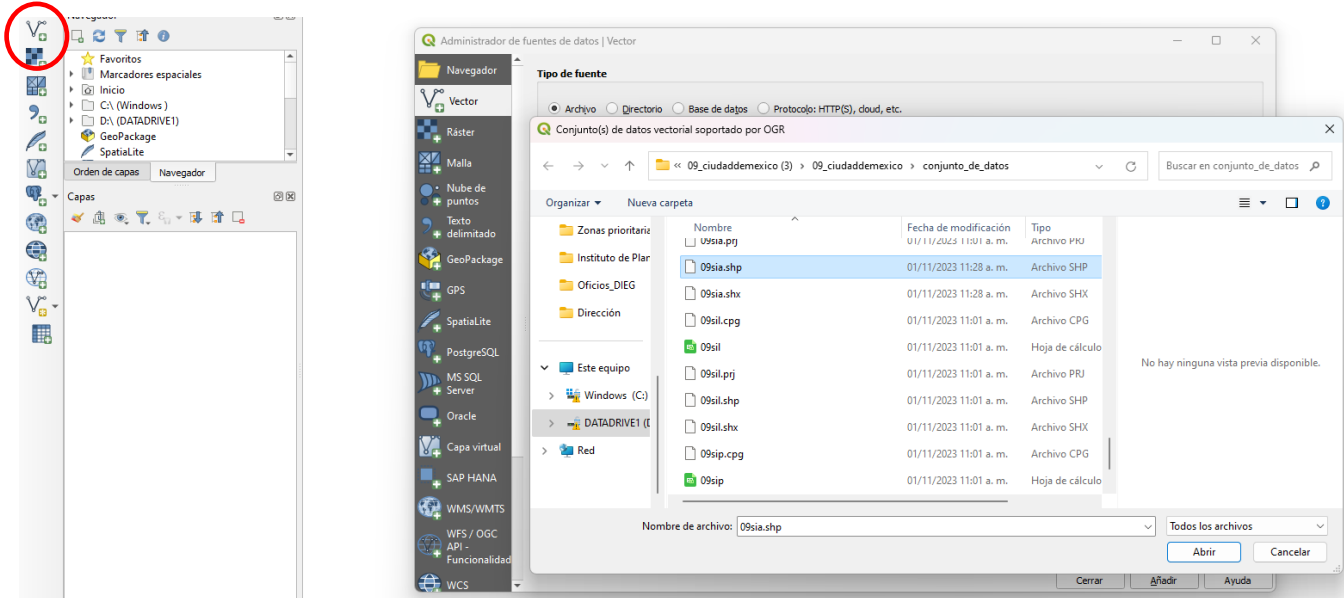 Navegador
Favoritos
Marcadores espaciales
Inicio
C:\ (Windows )
D:\ (DATADRIVE1)
GeoPackage
SpatiaLite
Orden de capas
Navegador
Capas
Administrador de fuentes de datos | Vector
Navegador
Vector
Ráster
Malla
Nube de
puntos
Texto
delimitado
GeoPackage
GPS
SpatiaLite
PostgreSQL
MS SQL
Server
Oracle
Capa virtual
SAP HANA
WMS/WMTS
WFS / OGC
API -
Funcionalidad
WCS
Tipo de fuente
Archivo Directorio Base de datos Protocolo: HTTP(S), cloud, etc.
Conjunto(s) de datos vectorial soportado por OGR
« 09_ciudaddemexico (3) > 09_ciudaddemexico > conjunto_de_datos
Buscar en conjunto_de_datos
Organizar Nueva carpeta
Zonas prioritaria
Instituto de Plan
Oficios_DIEG
Dirección
Este equipo
Windows (C:)
DATADRIVE1 (D
Red
Nombre Fecha de modificación Tipo
09sia.prj 01/11/2023 11:01 a. m. Archivo PRJ
09sia.shp 01/11/2023 11:28 a. m. Archivo SHP
09sia.shx 01/11/2023 11:28 a. m. Archivo SHX
09sil.cpg 01/11/2023 11:01 a. m. Archivo CPG
09sil 01/11/2023 11:01 a. m. Hoja de cálculo
09sil.prj 01/11/2023 11:01 a. m. Archivo PRJ
09sil.shp 01/11/2023 11:01 a. m. Archivo SHP
09sil.shx 01/11/2023 11:01 a. m. Archivo SHX
09sip.cpg 01/11/2023 11:01 a. m. Archivo CPG
09sip 01/11/2023 11:01 a. m. Hoja de cálculo
No hay ninguna vista previa disponible.
Nombre de archivo: 09sia.shp
Todos los archivos
Abrir Cancelar
Cerrar Añadir Ayuda